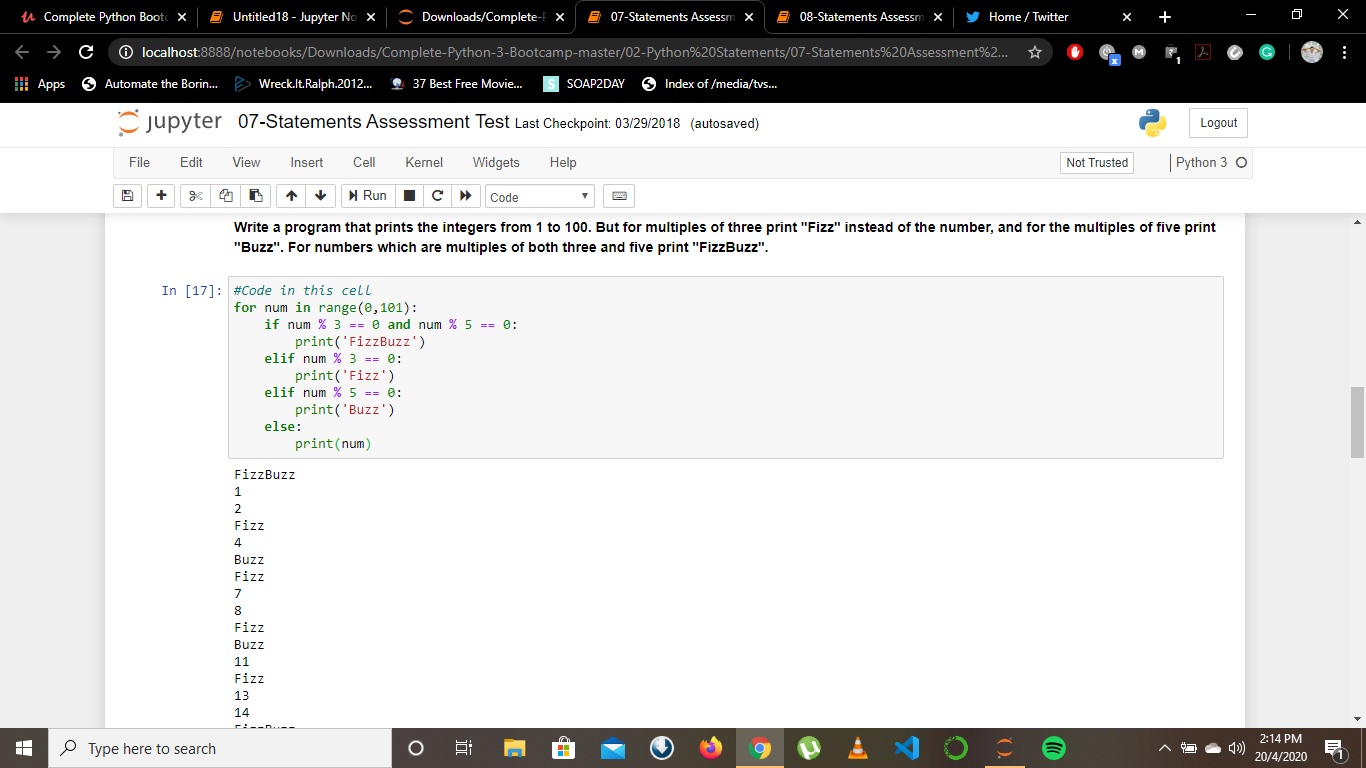 Complete Python Bootc
Untitled18 - Jupyter No
Downloads/Complete-P
07-Statements Assessm
08-Statements Assessm
Home / Twitter
localhost:8888/notebooks/Downloads/Complete-Python-3-Bootcamp-master/02-Python%20Statements/07-Statements%20Assessment%2...
Apps
Automate the Borin...
Wreck.It.Ralph.2012...
37 Best Free Movie...
S SOAP2DAY
Index of /media/tvs...
jupyter 07-Statements Assessment Test Last Checkpoint: 03/29/2018 (autosaved)
Logout
File Edit View Insert Cell Kernel Widgets Help
Not Trusted
Python 3
Run
Code
Write a program that prints the integers from 1 to 100. But for multiples of three print "Fizz" instead of the number, and for the multiples of five print
"Buzz". For numbers which are multiples of both three and five print "FizzBuzz".
In [17]:
#Code in this cell
for num in range(0,101):
    if num % 3 == 0 and num % 5 == 0:
        print('FizzBuzz')
    elif num % 3 == 0:
        print('Fizz')
    elif num % 5 == 0:
        print('Buzz')
    else:
        print(num)
FizzBuzz
1
2
Fizz
4
Buzz
Fizz
7
8
Fizz
Buzz
11
Fizz
13
14
FizzBuzz
Type here to search
2:14 PM
20/4/2020
1